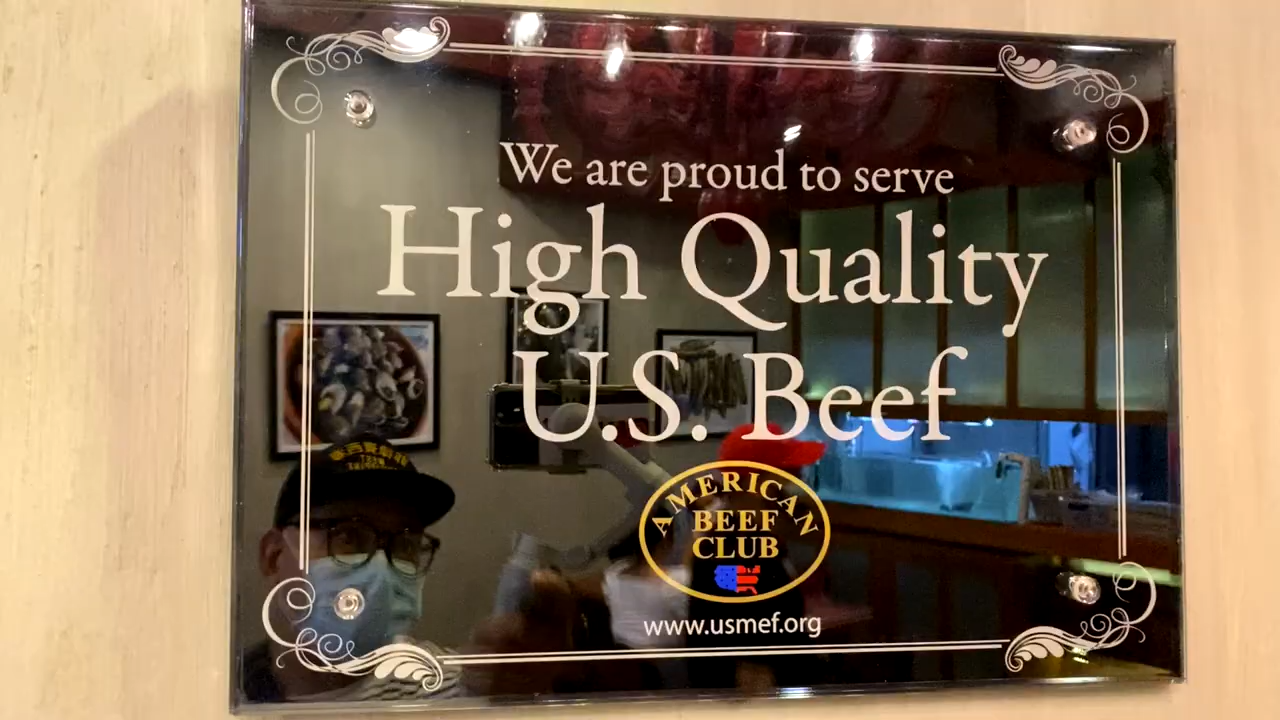 We are proud to serve
High Quality
U.S. Beef
AMERICAN
BEEF
CLUB
www.usmef.org